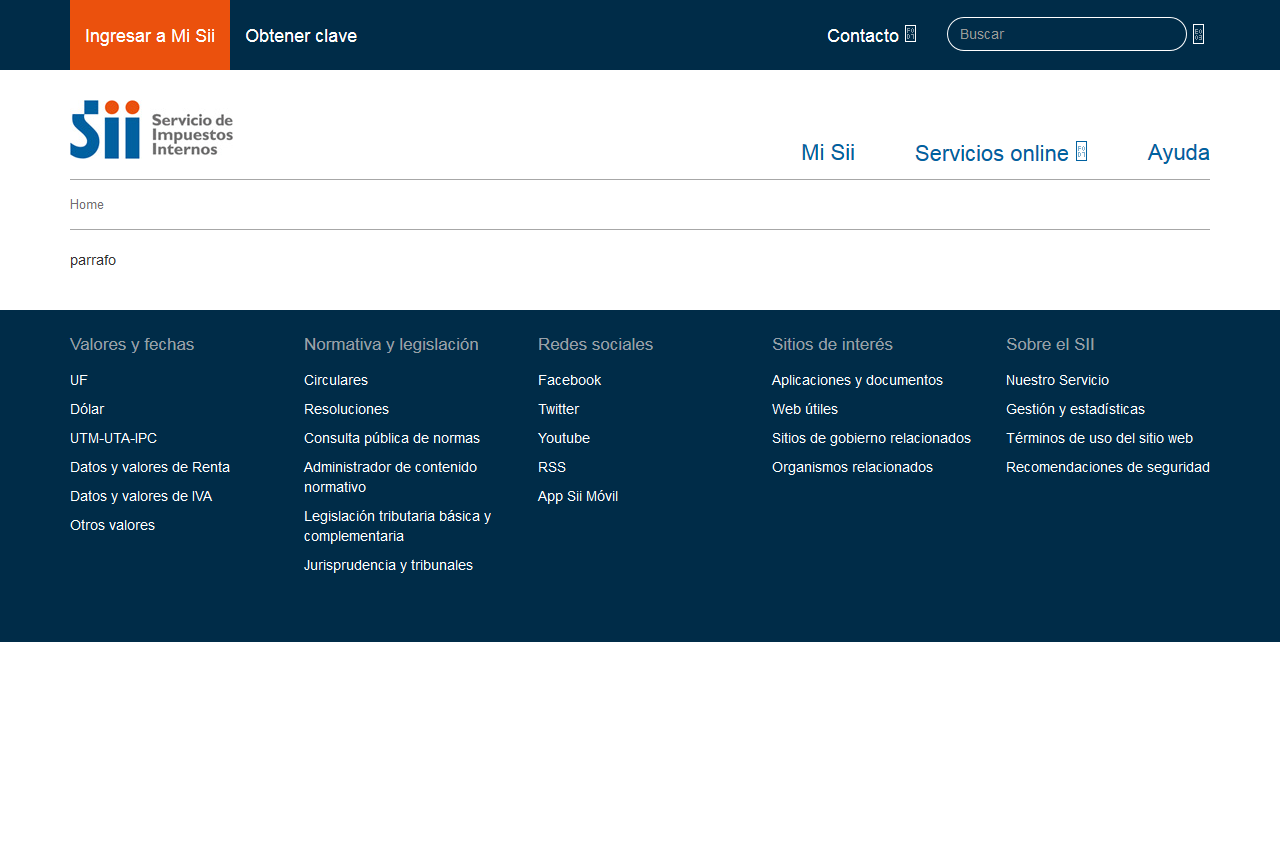 Ingresar a Mi Sii
Obtener clave
Contacto
Buscar
Sii
Servicio de
Impuestos
Internos
Mi Sii
Servicios online
Ayuda
Home
parrafo
Valores y fechas
UF
Dólar
UTM-UTA-IPC
Datos y valores de Renta
Datos y valores de IVA
Otros valores
Normativa y legislación
Circulares
Resoluciones
Consulta pública de normas
Administrador de contenido
normativo
Legislación tributaria básica y
complementaria
Jurisprudencia y tribunales
Redes sociales
Facebook
Twitter
Youtube
RSS
App Sii Móvil
Sitios de interés
Aplicaciones y documentos
Web útiles
Sitios de gobierno relacionados
Organismos relacionados
Sobre el SII
Nuestro Servicio
Gestión y estadísticas
Términos de uso del sitio web
Recomendaciones de seguridad